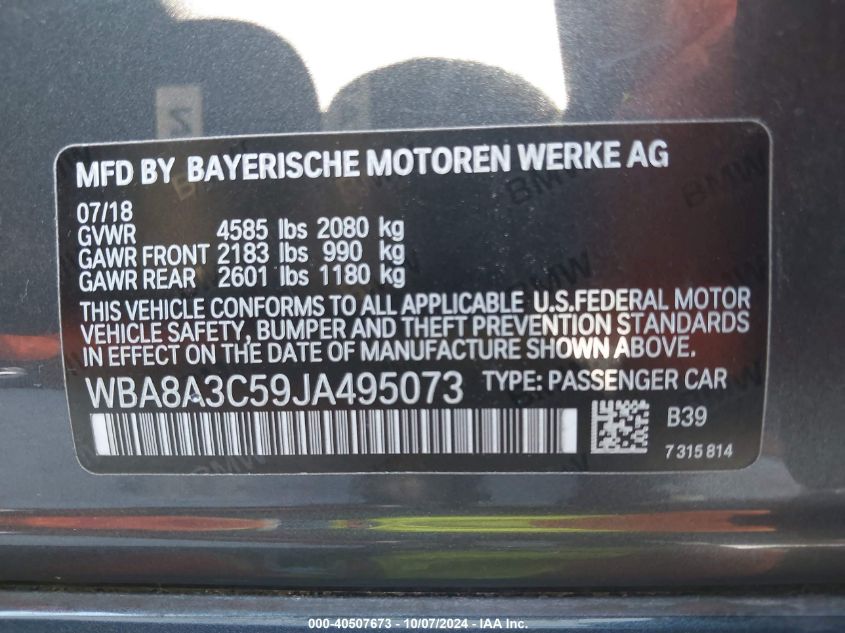 MFD BY BAYERISCHE MOTOREN WERKE AG
07/18
GVWR 4585 lbs 2080 kg
GAWR FRONT 2183 lbs 990 kg
GAWR REAR 2601 lbs 1180 kg
THIS VEHICLE CONFORMS TO ALL APPLICABLE U.S.FEDERAL MOTOR
VEHICLE SAFETY, BUMPER AND THEFT PREVENTION STANDARDS
IN EFFECT ON THE DATE OF MANUFACTURE SHOWN ABOVE.
WBA8A3C59JA495073 TYPE: PASSENGER CAR
B39
7 315 814
000-40507673 - 10/07/2024 - IAA Inc.